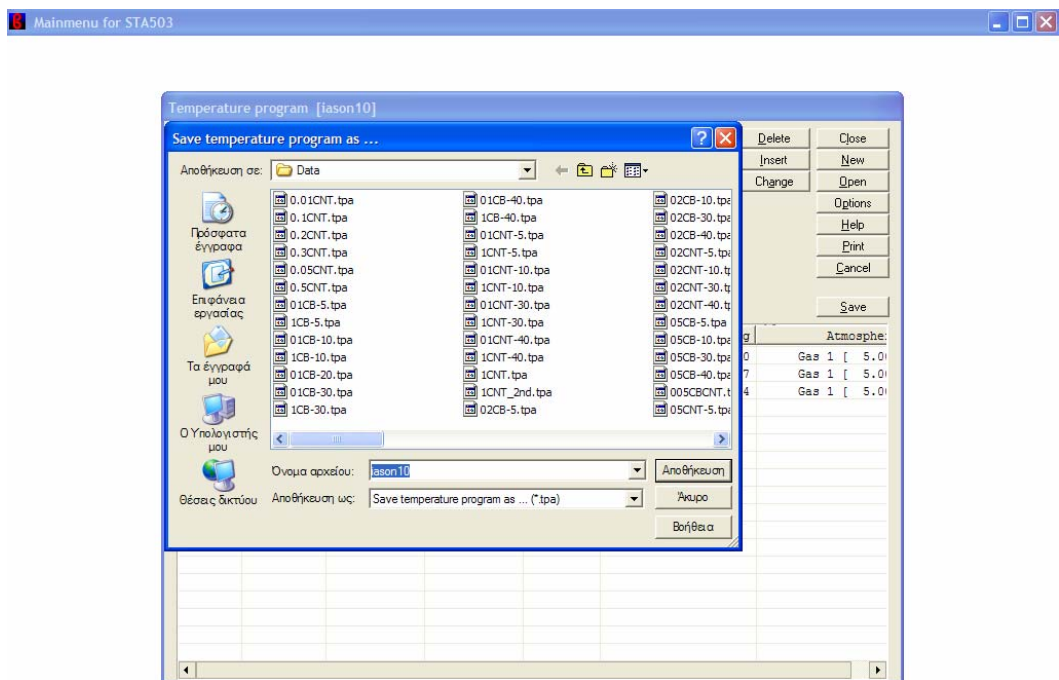 Mainmenu for STA503
Temperature program [iason10]
Save temperature program as ...
Αποθήκευση σε: Data
Πρόσφατα έγγραφα
Επιφάνεια εργασίας
Τα έγγραφά μου
Ο Υπολογιστής μου
Θέσεις δικτύου
0.01CNT.tpa
0.1CNT.tpa
0.2CNT.tpa
0.3CNT.tpa
0.05CNT.tpa
0.5CNT.tpa
01CB-5.tpa
1CB-5.tpa
01CB-10.tpa
1CB-10.tpa
01CB-20.tpa
01CB-30.tpa
1CB-30.tpa
01CB-40.tpa
1CB-40.tpa
01CNT-5.tpa
1CNT-5.tpa
01CNT-10.tpa
1CNT-10.tpa
01CNT-30.tpa
1CNT-30.tpa
01CNT-40.tpa
1CNT-40.tpa
1CNT.tpa
1CNT_2nd.tpa
02CB-5.tpa
02CB-10.tpa
02CB-30.tpa
02CB-40.tpa
02CNT-5.tpa
02CNT-10.t
02CNT-30.t
02CNT-40.t
05CB-5.tpa
05CB-10.tpa
05CB-30.tpa
05CB-40.tpa
005CBCNT.t
05CNT-5.tpa
Όνομα αρχείου: iason10 Αποθήκευση
Αποθήκευση ως: Save temperature program as ... (*.tpa) Άκυρο
Βοήθεια
Delete Close
Insert New
Change Open
Options
Help
Print
Cancel
Save
g Atmosphe
0 Gas 1 [ 5.0
7 Gas 1 [ 5.0
4 Gas 1 [ 5.0